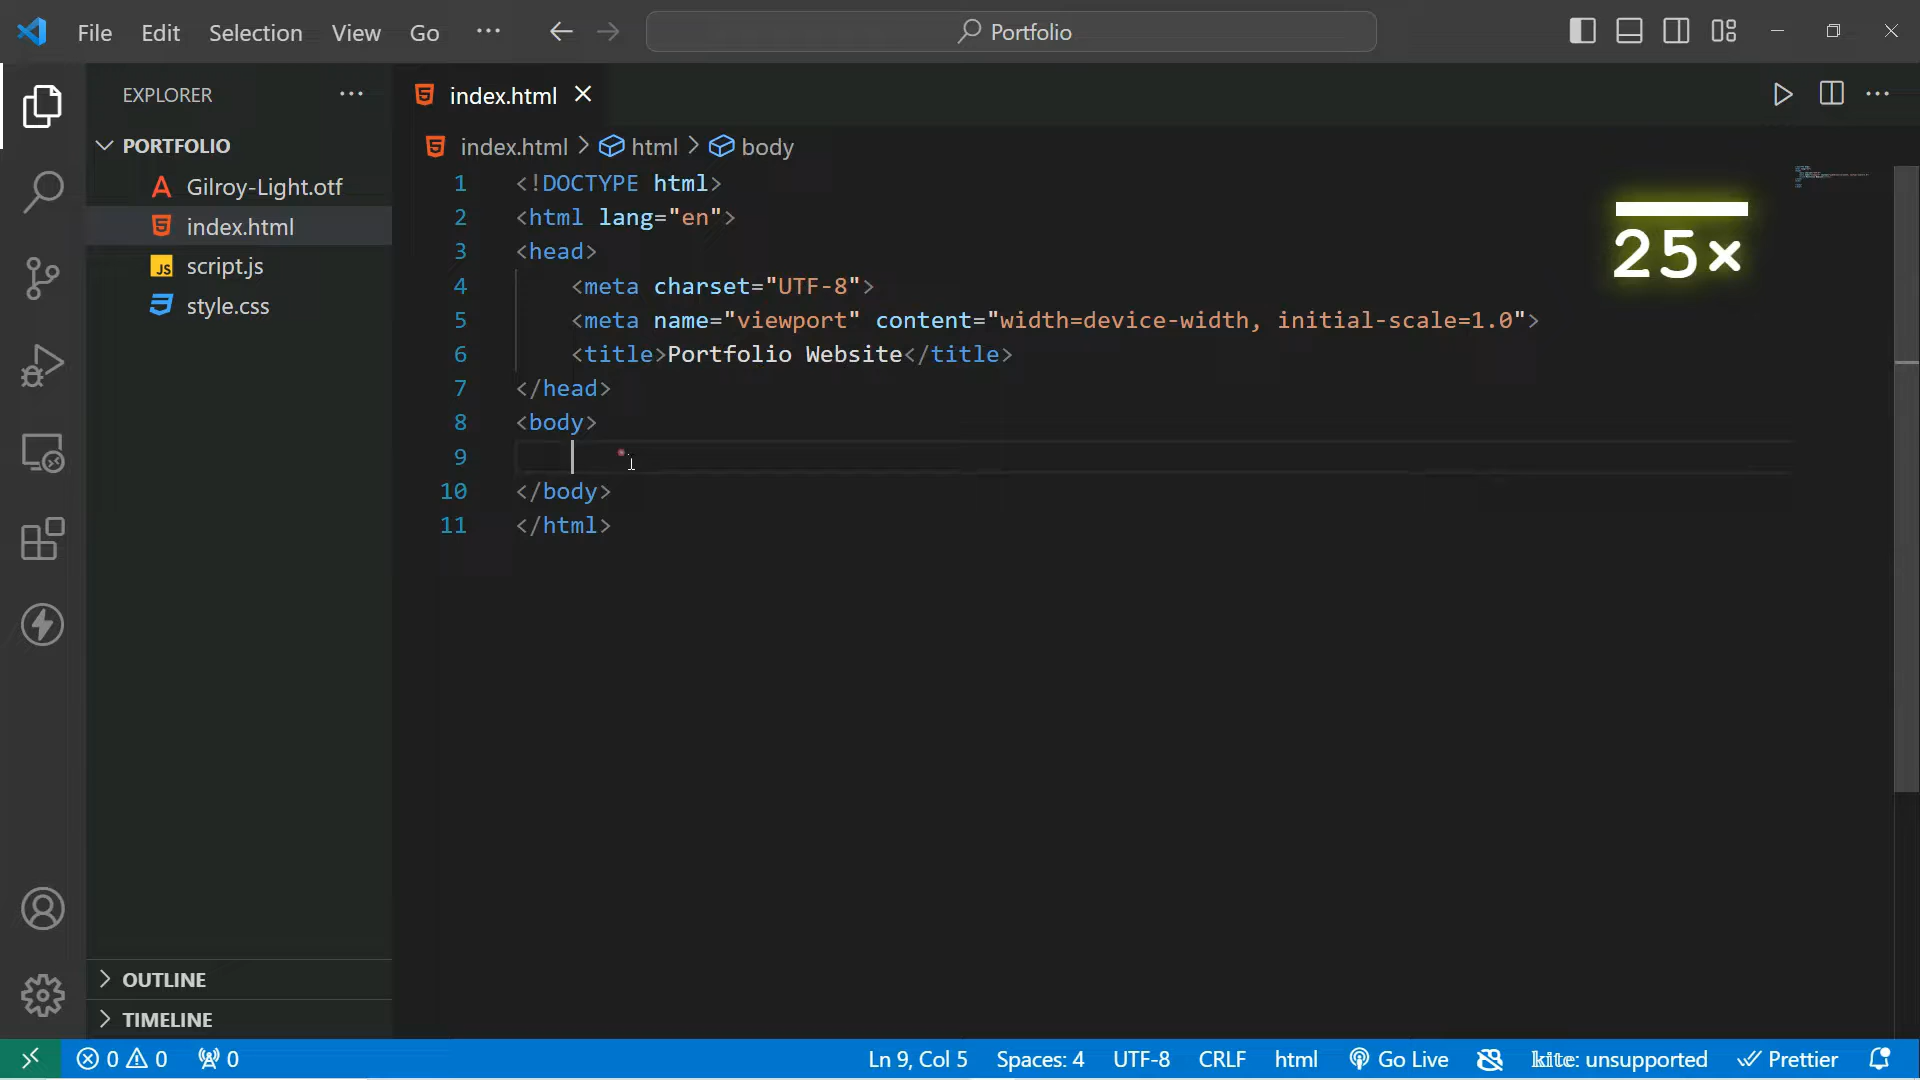 File Edit Selection View Go ··· Portfolio
EXPLORER ···
PORTFOLIO
Gilroy-Light.otf
index.html
JS script.js
style.css
OUTLINE
TIMELINE
index.html
index.html > html > body
1 <!DOCTYPE html>
2 <html lang="en">
3 <head>
4 <meta charset="UTF-8">
5 <meta name="viewport" content="width=device-width, initial-scale=1.0">
6 <title>Portfolio Website</title>
7 </head>
8 <body>
9
10 </body>
11 </html>
25×
0 0 0 Ln 9, Col 5 Spaces: 4 UTF-8 CRLF html Go Live kite: unsupported Prettier